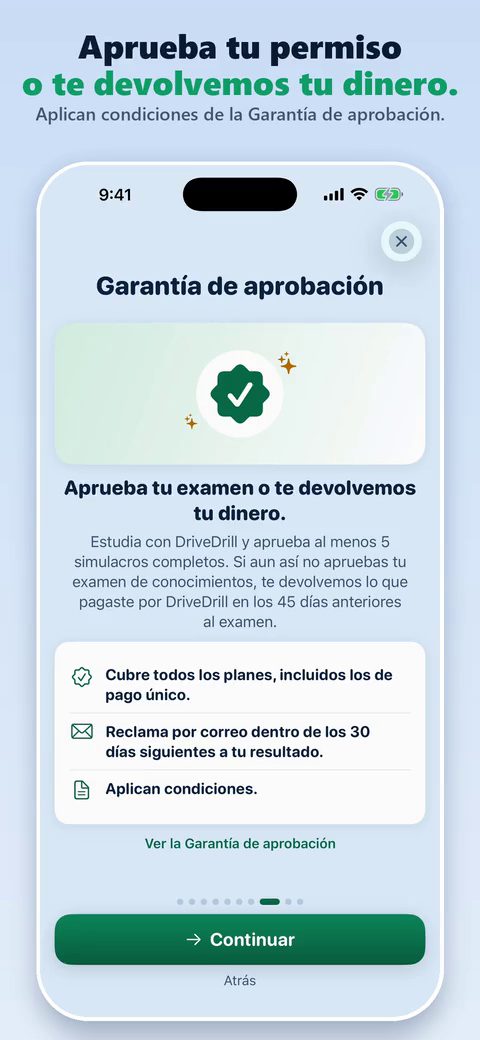 Aprueba tu permiso
o te devolvemos tu dinero.
Aplican condiciones de la Garantía de aprobación.
9:41
Garantía de aprobación
Aprueba tu examen o te devolvemos
tu dinero.
Estudia con DriveDrill y aprueba al menos 5
simulacros completos. Si aun así no apruebas tu
examen de conocimientos, te devolvemos lo que
pagaste por DriveDrill en los 45 días anteriores
al examen.
Cubre todos los planes, incluidos los de
pago único.
Reclama por correo dentro de los 30
días siguientes a tu resultado.
Aplican condiciones.
Ver la Garantía de aprobación
Continuar
Atrás